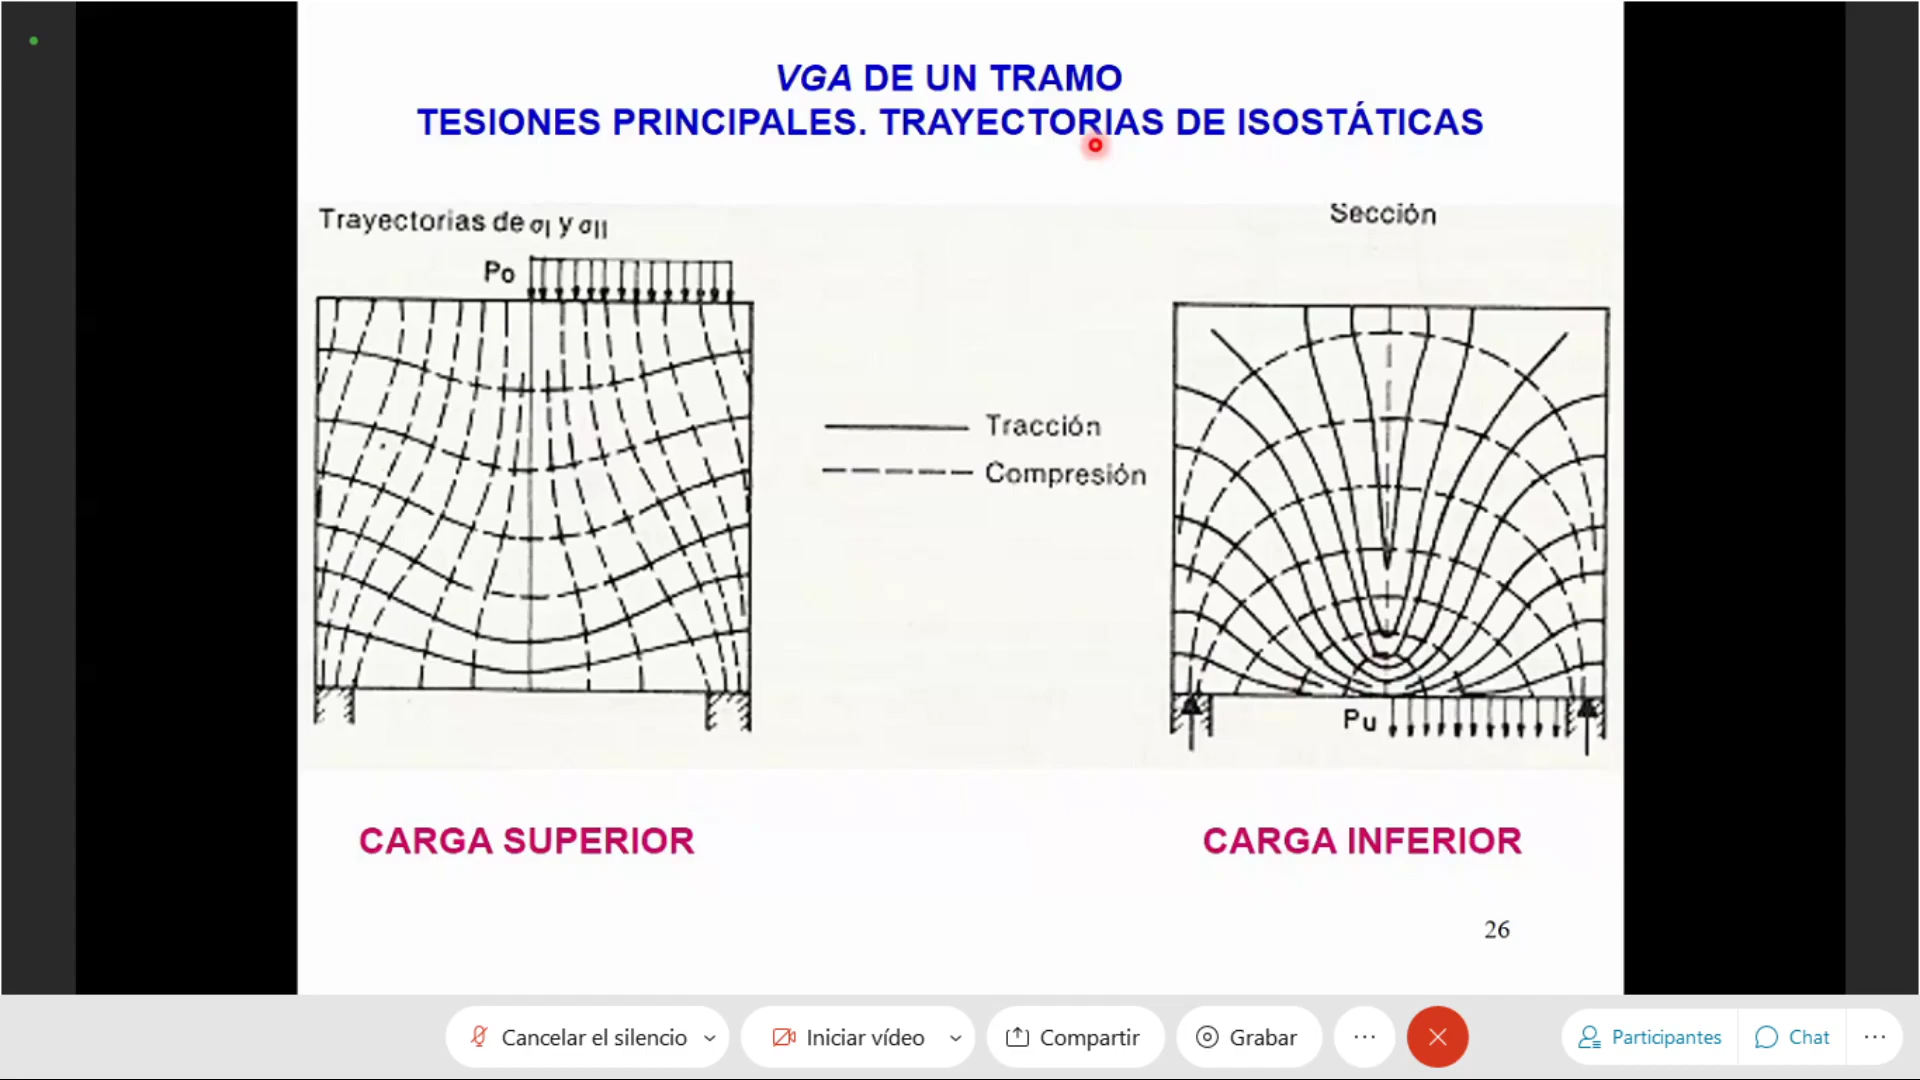 VGA DE UN TRAMO
TESIONES PRINCIPALES. TRAYECTORIAS DE ISOSTÁTICAS
Trayectorias de σI y σII
Sección
Po
Tracción
Compresión
Pu
CARGA SUPERIOR
CARGA INFERIOR
26
Cancelar el silencio
Iniciar vídeo
Compartir
Grabar
Participantes
Chat